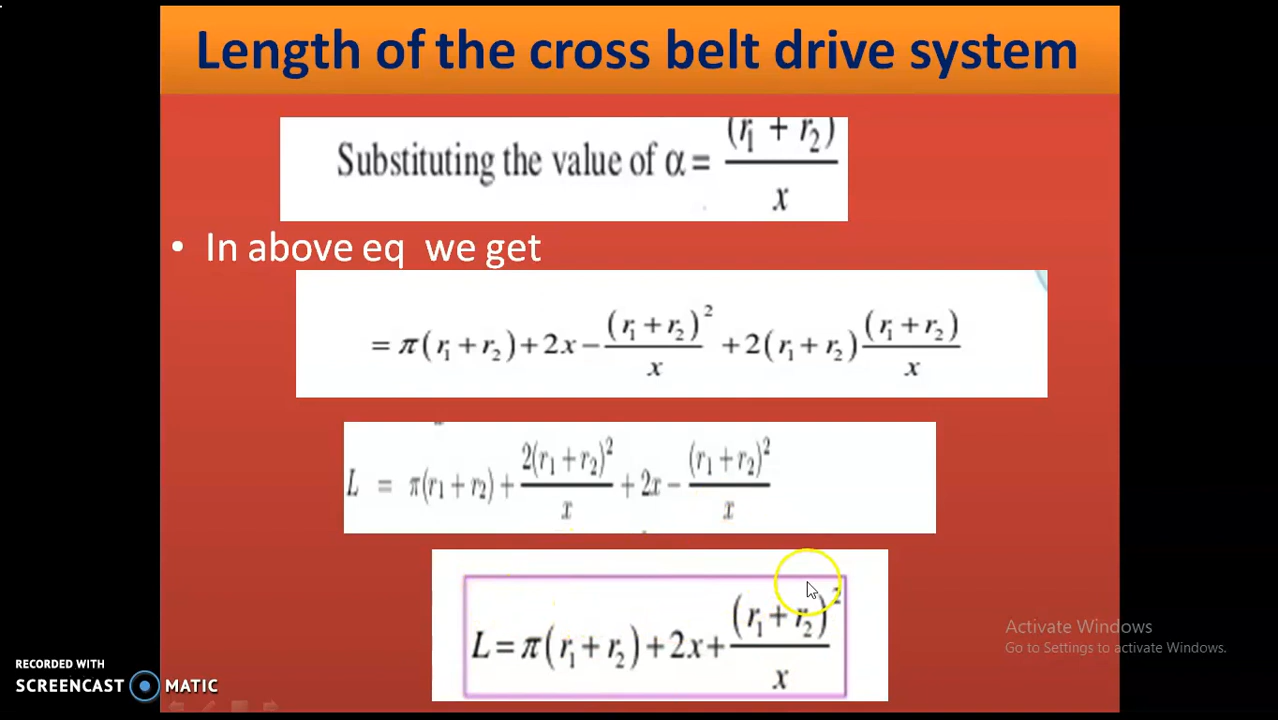 Length of the cross belt drive system
Substituting the value of α = (r₁ + r₂) / x
• In above eq we get
= π(r₁ + r₂) + 2x − (r₁ + r₂)² / x + 2(r₁ + r₂) (r₁ + r₂) / x
L = π(r₁ + r₂) + 2(r₁ + r₂)² / x + 2x − (r₁ + r₂)² / x
L = π(r₁ + r₂) + 2x + (r₁ + r₂)² / x
Activate Windows
Go to Settings to activate Windows.
RECORDED WITH
SCREENCAST MATIC